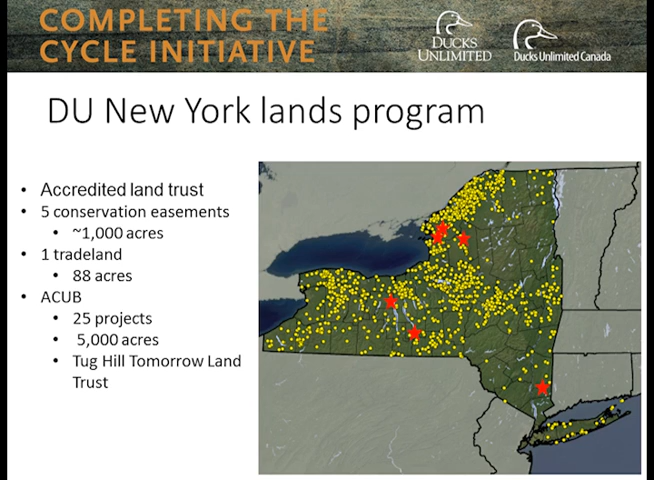 COMPLETING THE
CYCLE INITIATIVE
DUCKS
UNLIMITED
Ducks Unlimited Canada
DU New York lands program
• Accredited land trust
• 5 conservation easements
• ~1,000 acres
• 1 tradeland
• 88 acres
• ACUB
• 25 projects
• 5,000 acres
• Tug Hill Tomorrow Land
Trust